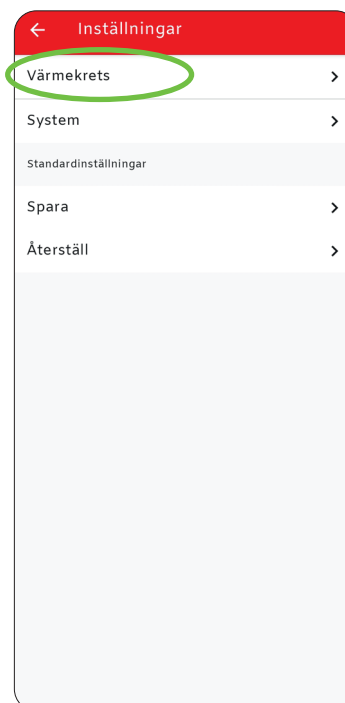 Inställningar
Värmekrets
System
Standardinställningar
Spara
Återställ